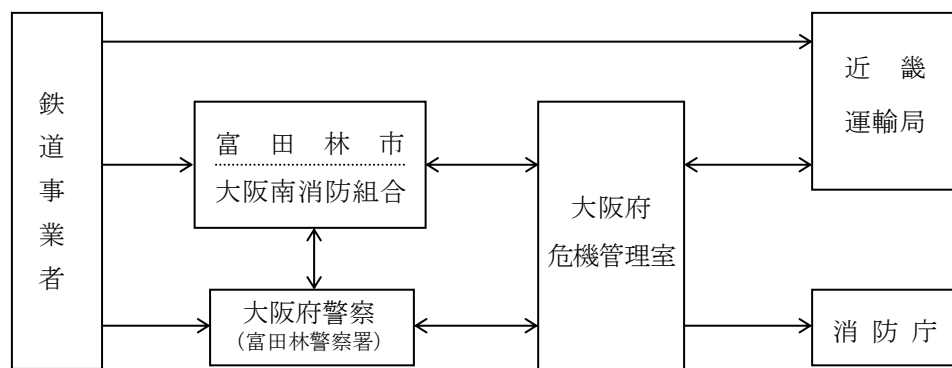 鉄道事業者
富田林市
大阪南消防組合
大阪府警察
(富田林警察署)
大阪府
危機管理室
近畿
運輸局
消防庁